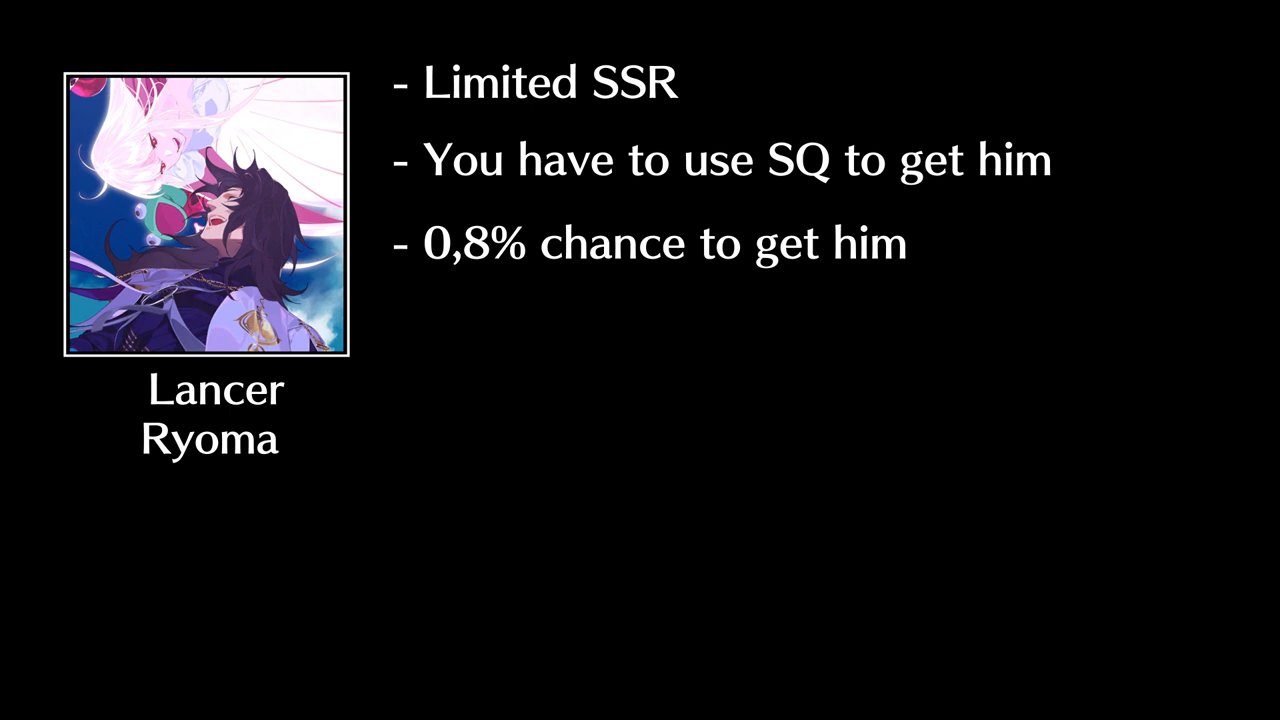 - Limited SSR
- You have to use SQ to get him
- 0,8% chance to get him
Lancer
Ryoma